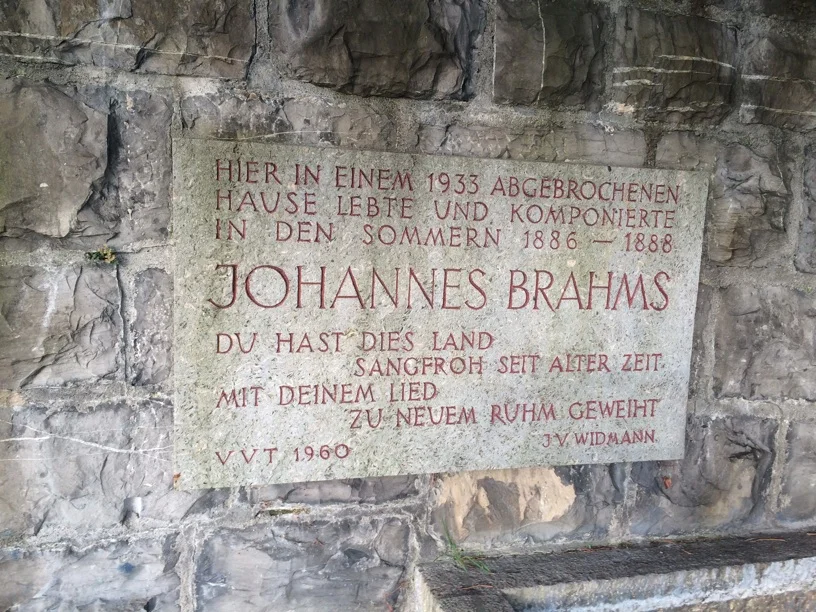 HIER IN EINEM 1933 ABGEBROCHENEN
HAUSE LEBTE UND KOMPONIERTE
IN DEN SOMMERN 1886 — 1888
JOHANNES BRAHMS
DU HAST DIES LAND
SANGFROH SEIT ALTER ZEIT
MIT DEINEM LIED
ZU NEUEM RUHM GEWEIHT
J.V. WIDMANN.
VVT 1960